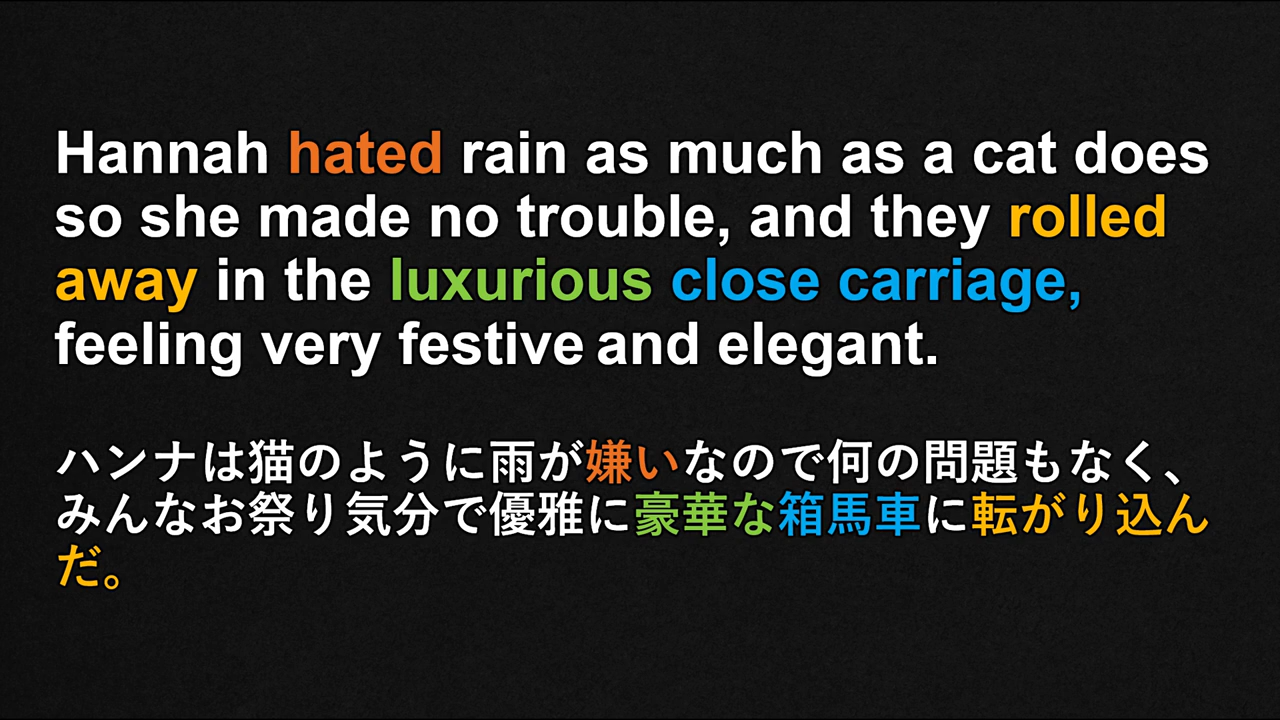 Hannah hated rain as much as a cat does
so she made no trouble, and they rolled
away in the luxurious close carriage,
feeling very festive and elegant.
ハンナは猫のように雨が嫌いなので何の問題もなく、
みんなお祭り気分で優雅に豪華な箱馬車に転がり込ん
だ。